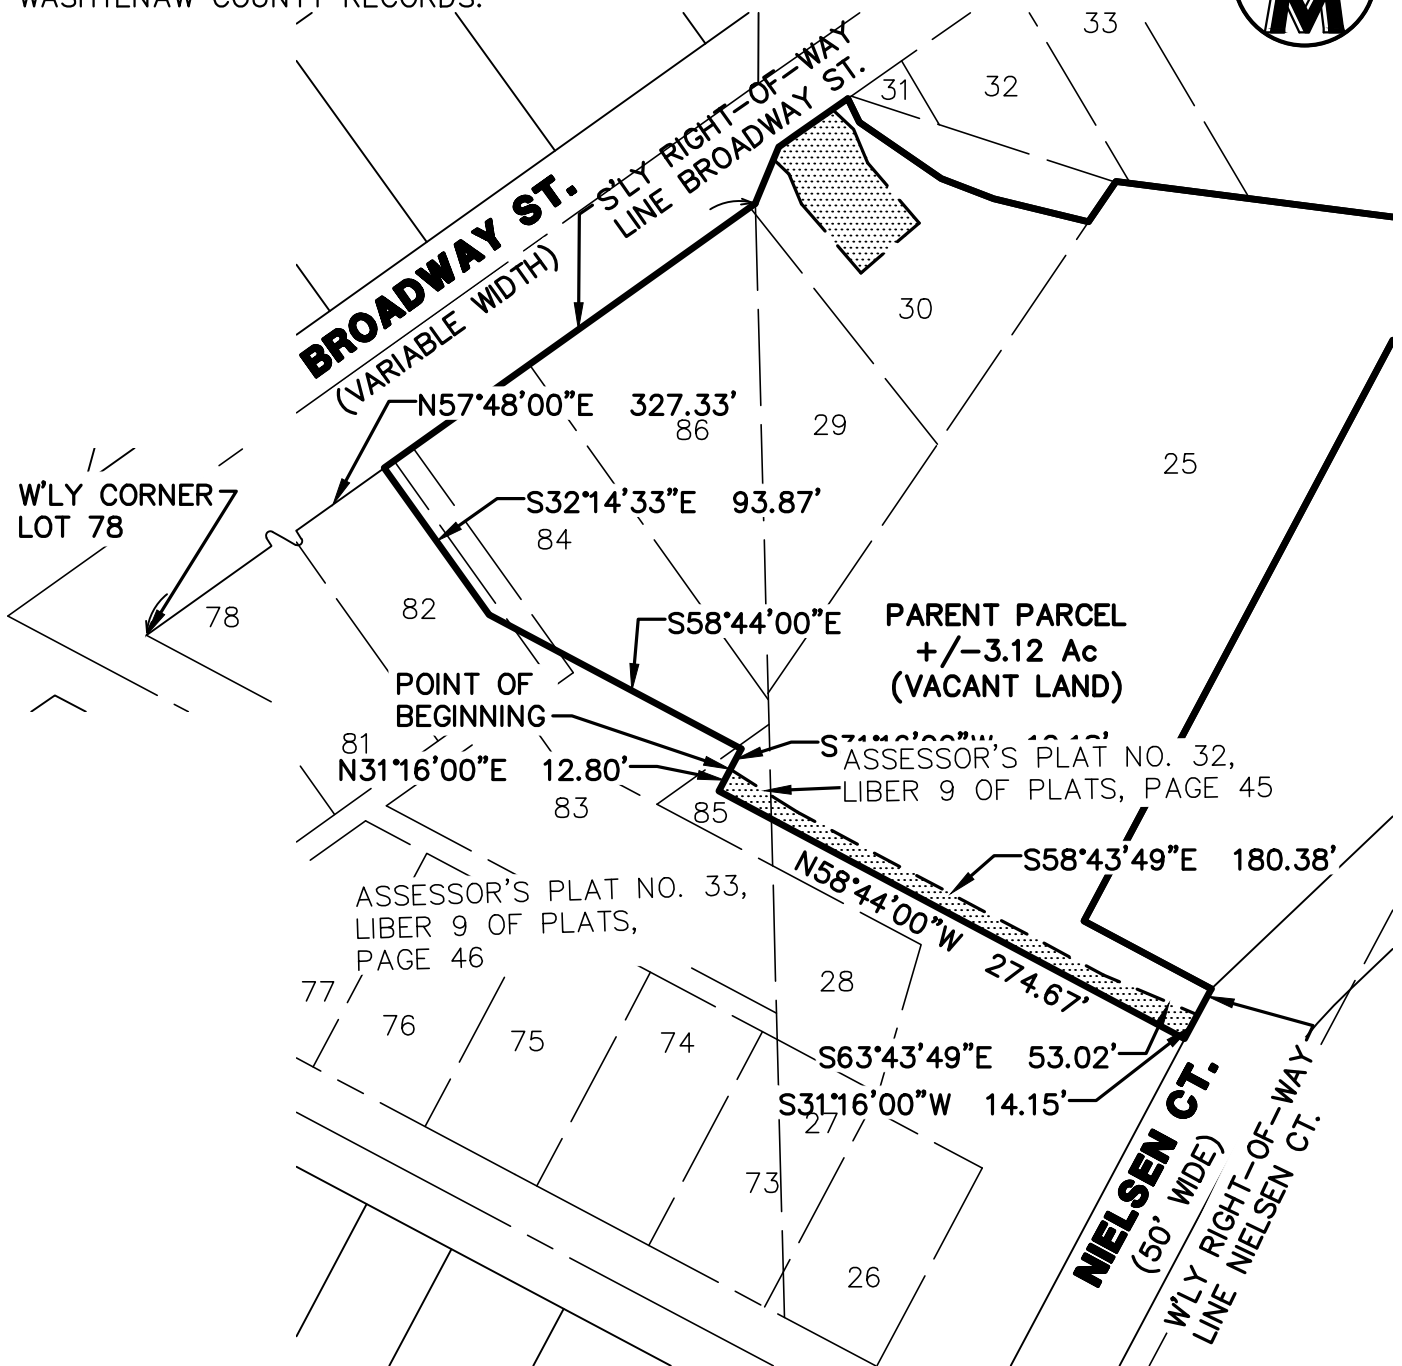 WASHTENAW COUNTY RECORDS.
M
33
S'LY RIGHT-OF-WAY
LINE BROADWAY ST.
31
32
BROADWAY ST.
(VARIABLE WIDTH)
30
N57°48'00"E 327.33'
86
29
25
W'LY CORNER
LOT 78
S32°14'33"E 93.87'
84
78
82
S58°44'00"E
PARENT PARCEL
+/-3.12 Ac
(VACANT LAND)
POINT OF
BEGINNING
81
N31°16'00"E 12.80'
ASSESSOR'S PLAT NO. 32,
LIBER 9 OF PLATS, PAGE 45
83
85
S58°43'49"E 180.38'
N58°44'00"W 274.67'
ASSESSOR'S PLAT NO. 33,
LIBER 9 OF PLATS,
PAGE 46
28
77
76
75
74
S63°43'49"E 53.02'
S31°16'00"W 14.15'
27
73
26
NIELSEN CT.
(50' WIDE)
W'LY RIGHT-OF-WAY
LINE NIELSEN CT.